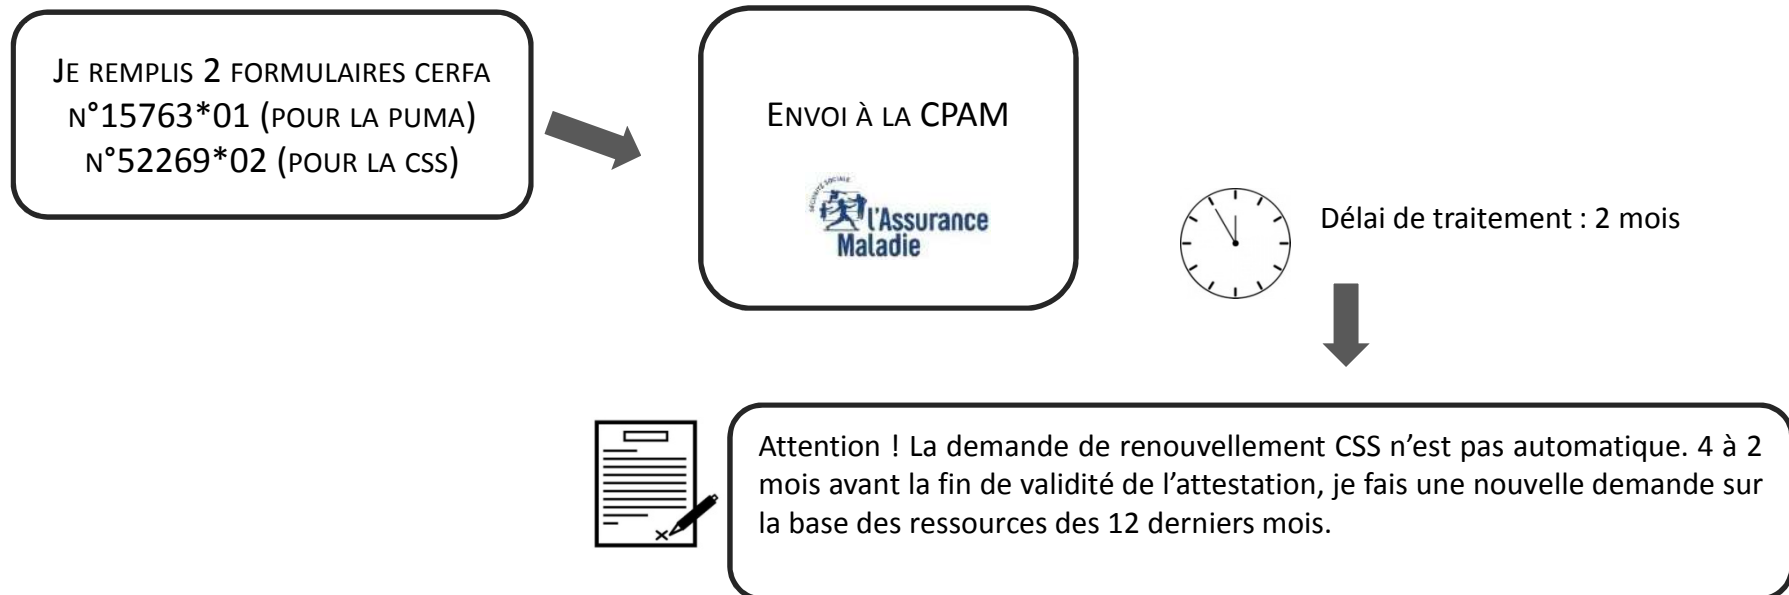 JE REMPLIS 2 FORMULAIRES CERFA
N°15763*01 (POUR LA PUMA)
N°52269*02 (POUR LA CSS)
ENVOI À LA CPAM
SÉCURITÉ SOCIALE
l'Assurance
Maladie
Délai de traitement : 2 mois
Attention ! La demande de renouvellement CSS n’est pas automatique. 4 à 2
mois avant la fin de validité de l’attestation, je fais une nouvelle demande sur
la base des ressources des 12 derniers mois.